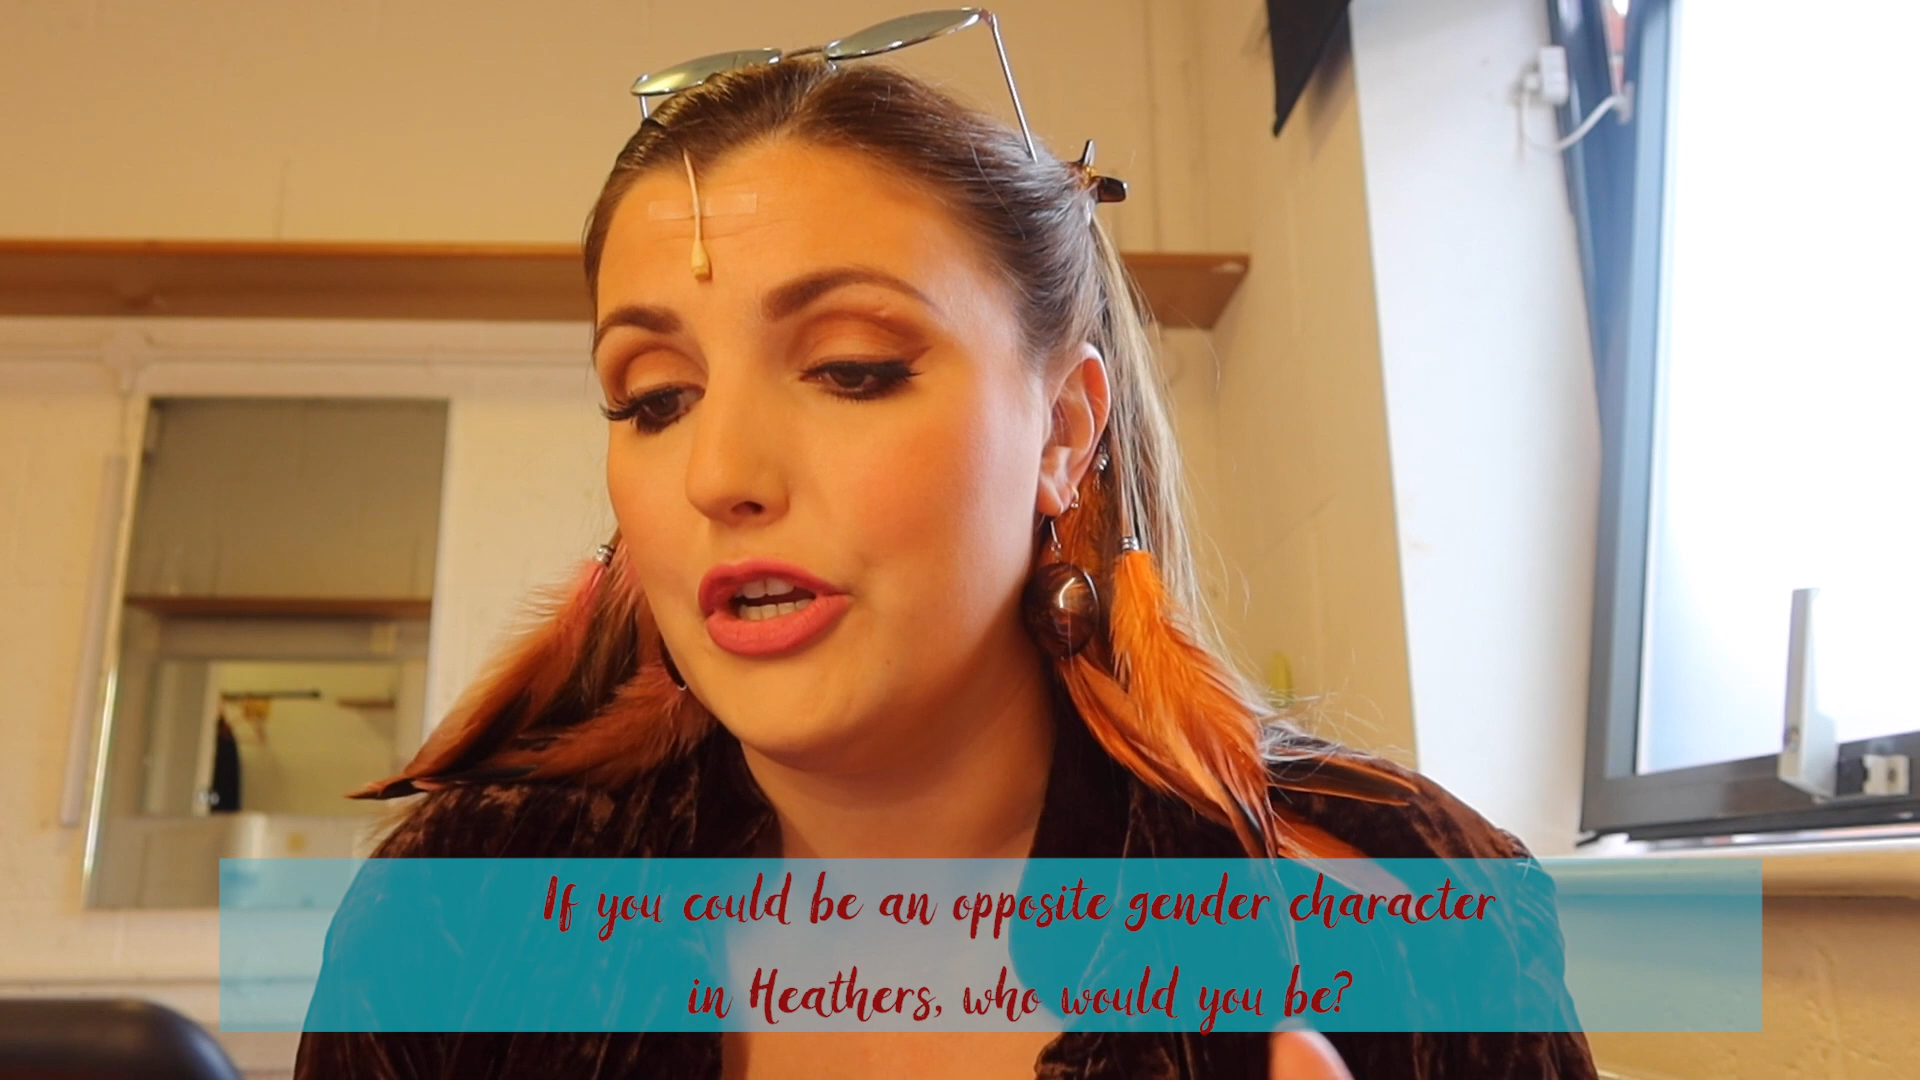 If you could be an opposite gender character
in Heathers, who would you be?